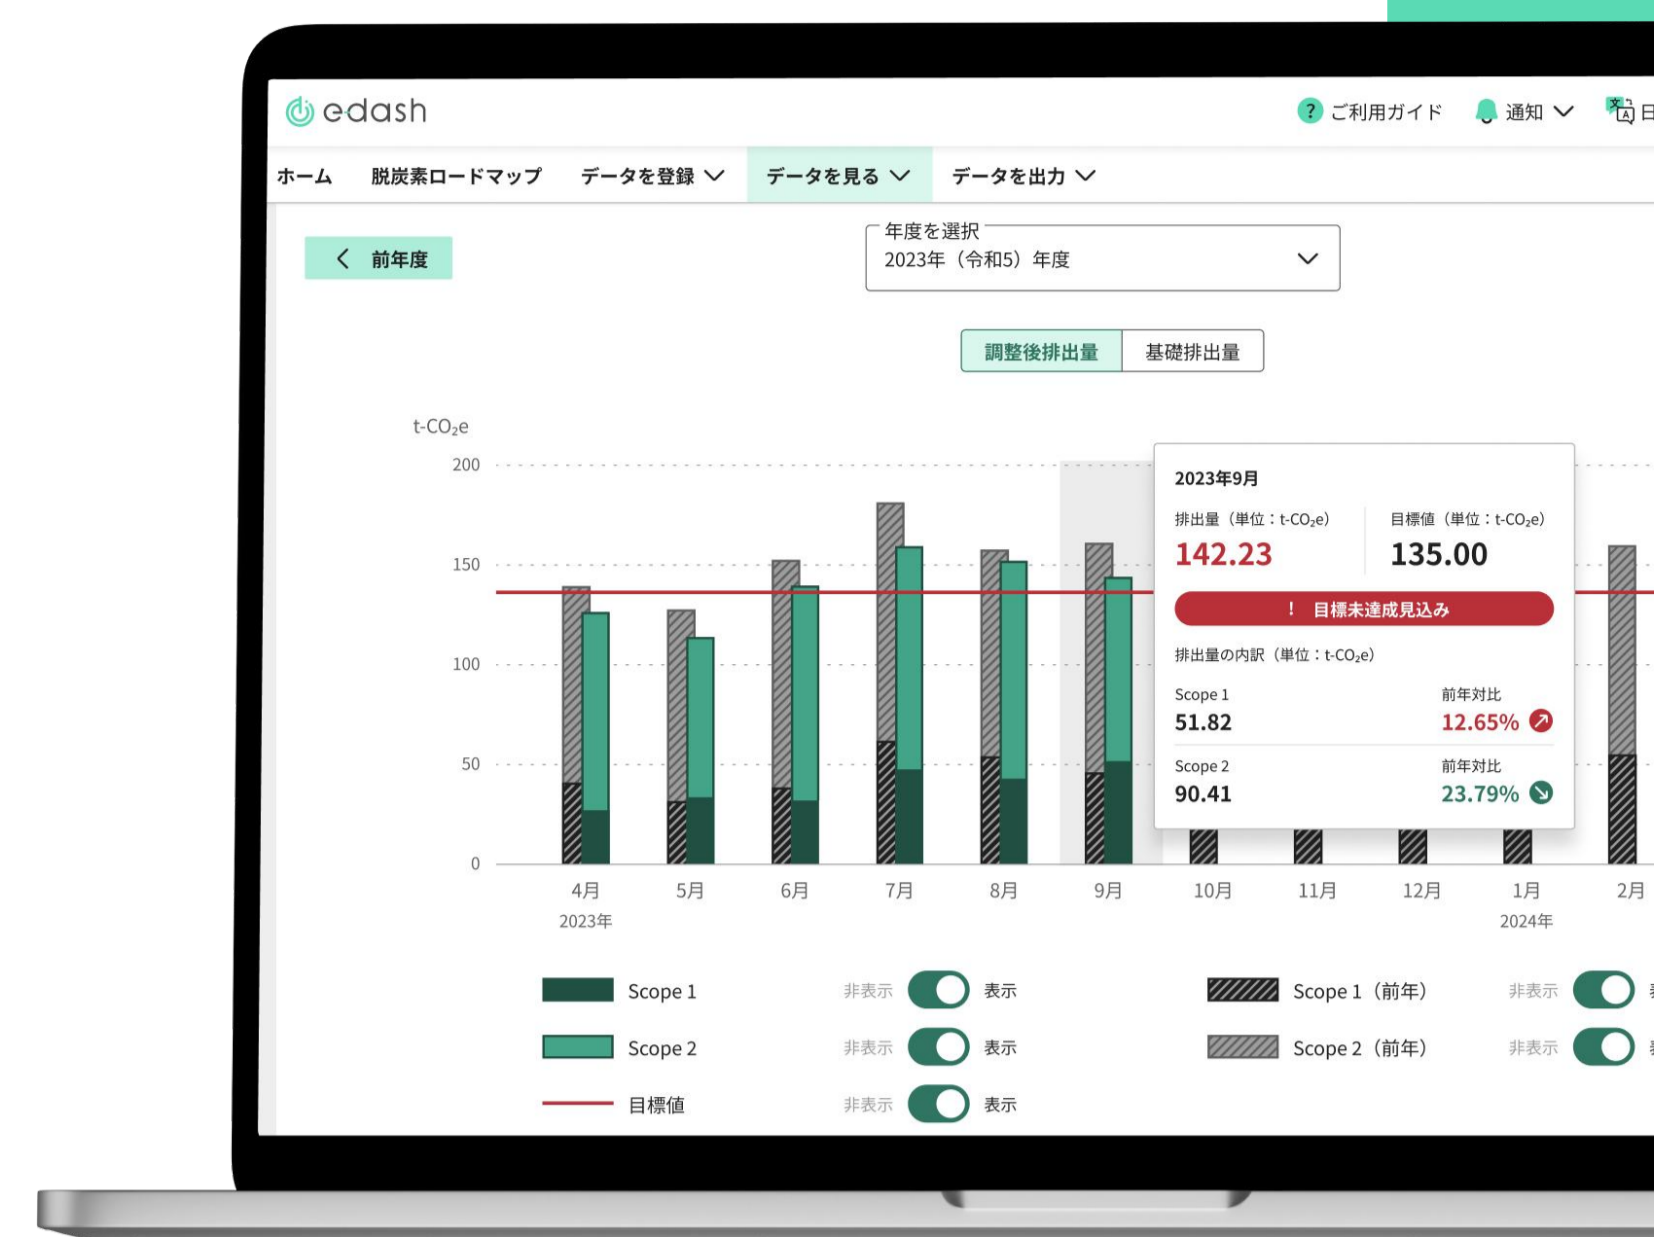 e-dash
? ご利用ガイド 通知 日
ホーム 脱炭素ロードマップ データを登録 データを見る データを出力
前年度
年度を選択
2023年（令和5）年度
調整後排出量 基礎排出量
t-CO₂e
200
150
100
50
0
2023年9月
排出量（単位：t-CO₂e） 目標値（単位：t-CO₂e）
142.23 135.00
! 目標未達成見込み
排出量の内訳（単位：t-CO₂e）
Scope 1 前年対比
51.82 12.65%
Scope 2 前年対比
90.41 23.79%
4月 5月 6月 7月 8月 9月 10月 11月 12月 1月 2月
2023年 2024年
Scope 1 非表示 表示 Scope 1（前年） 非表示
Scope 2 非表示 表示 Scope 2（前年） 非表示
目標値 非表示 表示